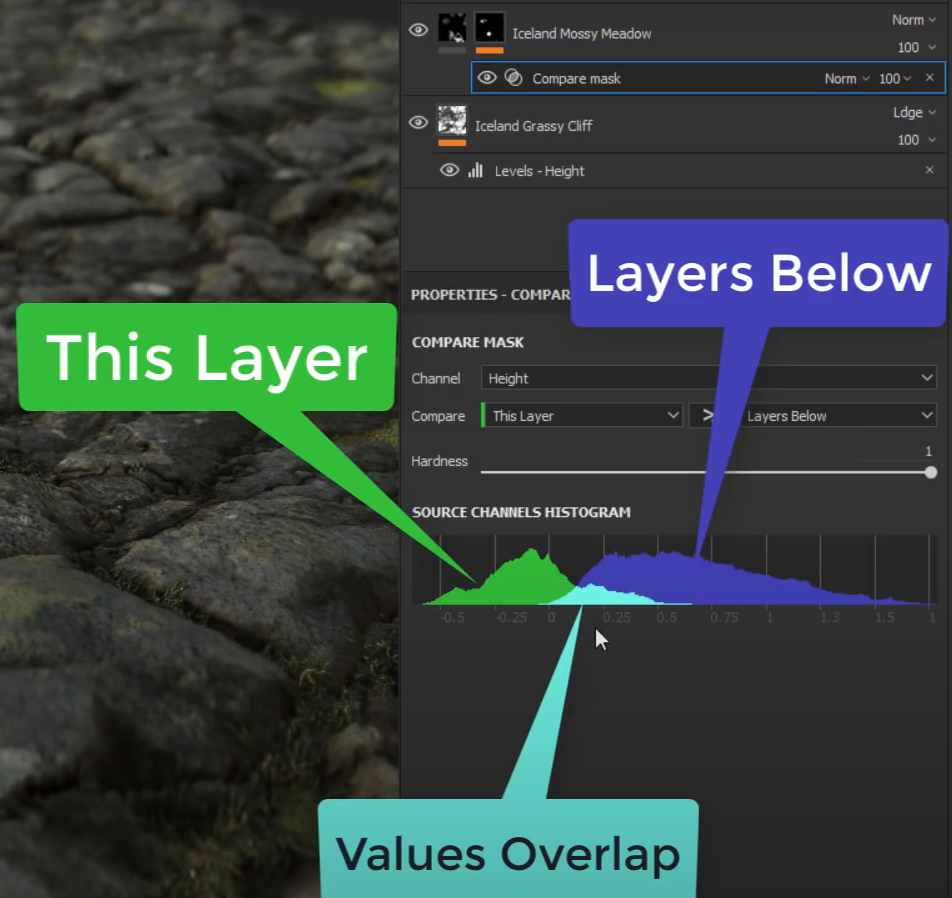 Norm
Iceland Mossy Meadow
100
Compare mask Norm 100
Ldge
Iceland Grassy Cliff
100
Levels - Height
Layers Below
PROPERTIES - COMPAR
This Layer
COMPARE MASK
Channel Height
Compare This Layer > Layers Below
1
Hardness
SOURCE CHANNELS HISTOGRAM
-0.5 -0.25 0 0.25 0.5 0.75 1 1.3 1.5 1
Values Overlap